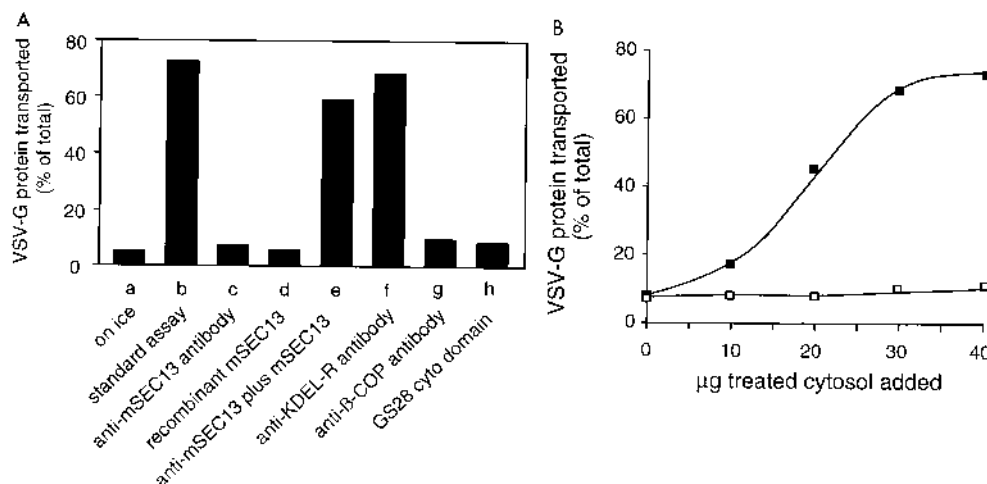 A
VSV-G protein transported
(% of total)
80
60
40
20
0
a b c d e f g h
on ice
standard assay
anti-mSEC13 antibody
recombinant mSEC13
anti-mSEC13 plus mSEC13
anti-KDEL-R antibody
anti-β-COP antibody
GS28 cyto domain
B
VSV-G protein transported
(% of total)
80
60
40
20
0
0 10 20 30 40
μg treated cytosol added